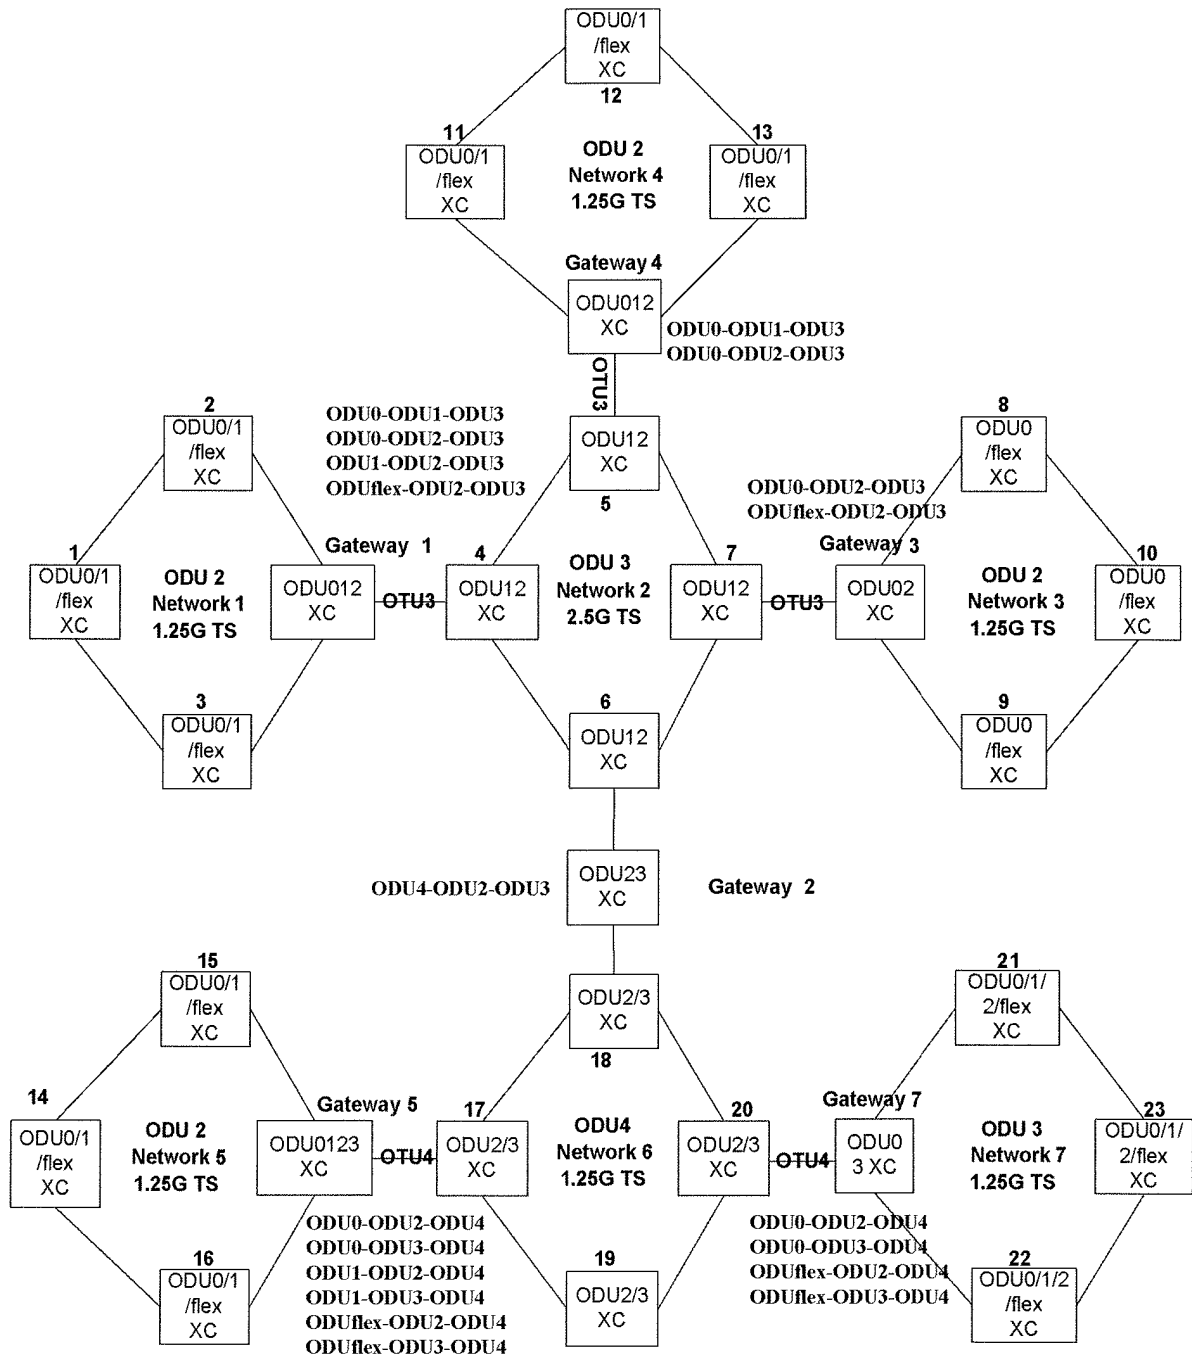 ODU0/1
/flex
XC
12
11
ODU0/1
/flex
XC
ODU 2
Network 4
1.25G TS
13
ODU0/1
/flex
XC
Gateway 4
ODU012
XC
ODU0-ODU1-ODU3
ODU0-ODU2-ODU3
OTU3
2
ODU0/1
/flex
XC
ODU0-ODU1-ODU3
ODU0-ODU2-ODU3
ODU1-ODU2-ODU3
ODUflex-ODU2-ODU3
ODU12
XC
5
8
ODU0
/flex
XC
ODU0-ODU2-ODU3
ODUflex-ODU2-ODU3
1
ODU0/1
/flex
XC
ODU 2
Network 1
1.25G TS
Gateway 1
ODU012
XC
OTU3
4
ODU12
XC
ODU 3
Network 2
2.5G TS
7
ODU12
XC
OTU3
Gateway 3
ODU02
XC
ODU 2
Network 3
1.25G TS
10
ODU0
/flex
XC
3
ODU0/1
/flex
XC
6
ODU12
XC
9
ODU0
/flex
XC
ODU4-ODU2-ODU3
ODU23
XC
Gateway 2
15
ODU0/1
/flex
XC
ODU2/3
XC
18
21
ODU0/1/
2/flex
XC
14
ODU0/1
/flex
XC
ODU 2
Network 5
1.25G TS
Gateway 5
ODU0123
XC
OTU4
17
ODU2/3
XC
ODU4
Network 6
1.25G TS
20
ODU2/3
XC
OTU4
Gateway 7
ODU0
3 XC
ODU 3
Network 7
1.25G TS
23
ODU0/1/
2/flex
XC
16
ODU0/1
/flex
XC
ODU0-ODU2-ODU4
ODU0-ODU3-ODU4
ODU1-ODU2-ODU4
ODU1-ODU3-ODU4
ODUflex-ODU2-ODU4
ODUflex-ODU3-ODU4
19
ODU2/3
XC
ODU0-ODU2-ODU4
ODU0-ODU3-ODU4
ODUflex-ODU2-ODU4
ODUflex-ODU3-ODU4
22
ODU0/1/2
/flex
XC